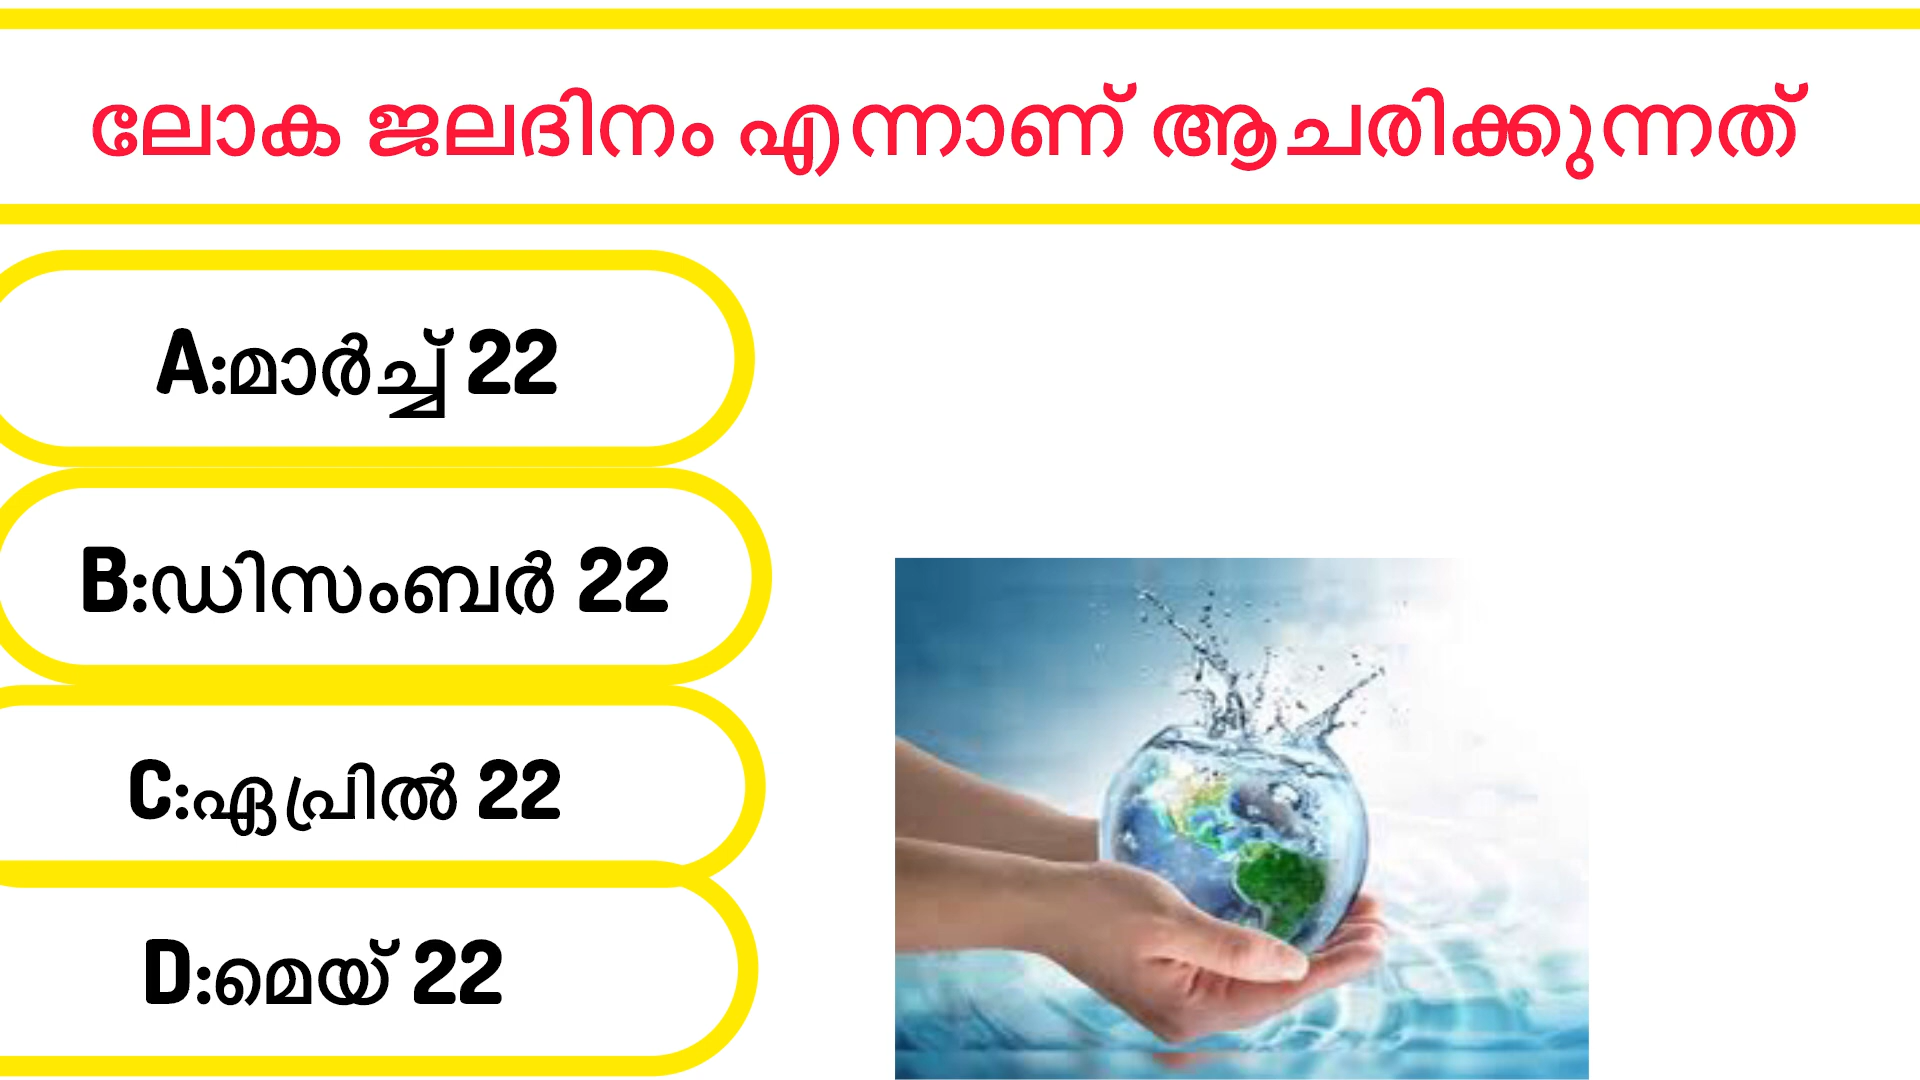 ലോക ജലദിനം എന്നാണ് ആചരിക്കുന്നത്
A:മാർച്ച് 22
B:ഡിസംബർ 22
C:ഏപ്രിൽ 22
D:മെയ് 22